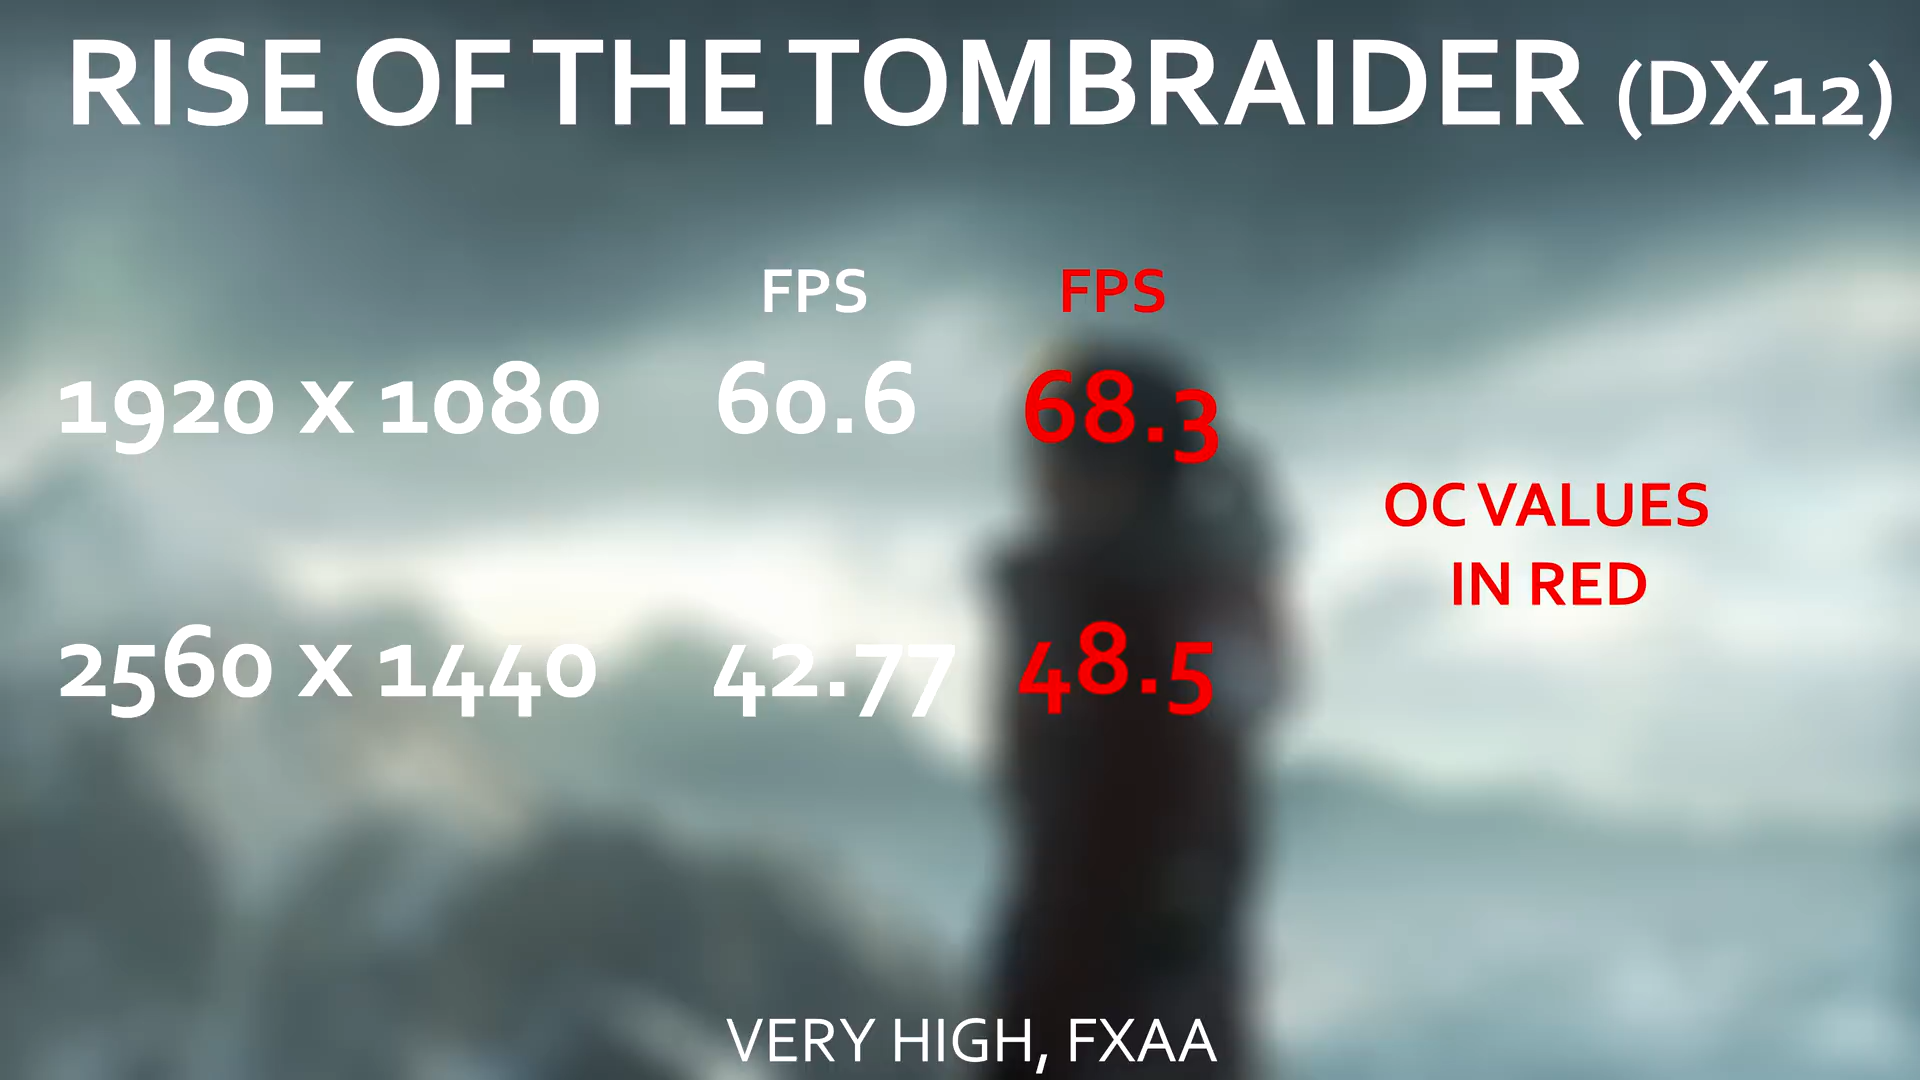 RISE OF THE TOMBRAIDER (DX12)
FPS FPS
1920 x 1080 60.6 68.3
OC VALUES
IN RED
2560 x 1440 42.77 48.5
VERY HIGH, FXAA